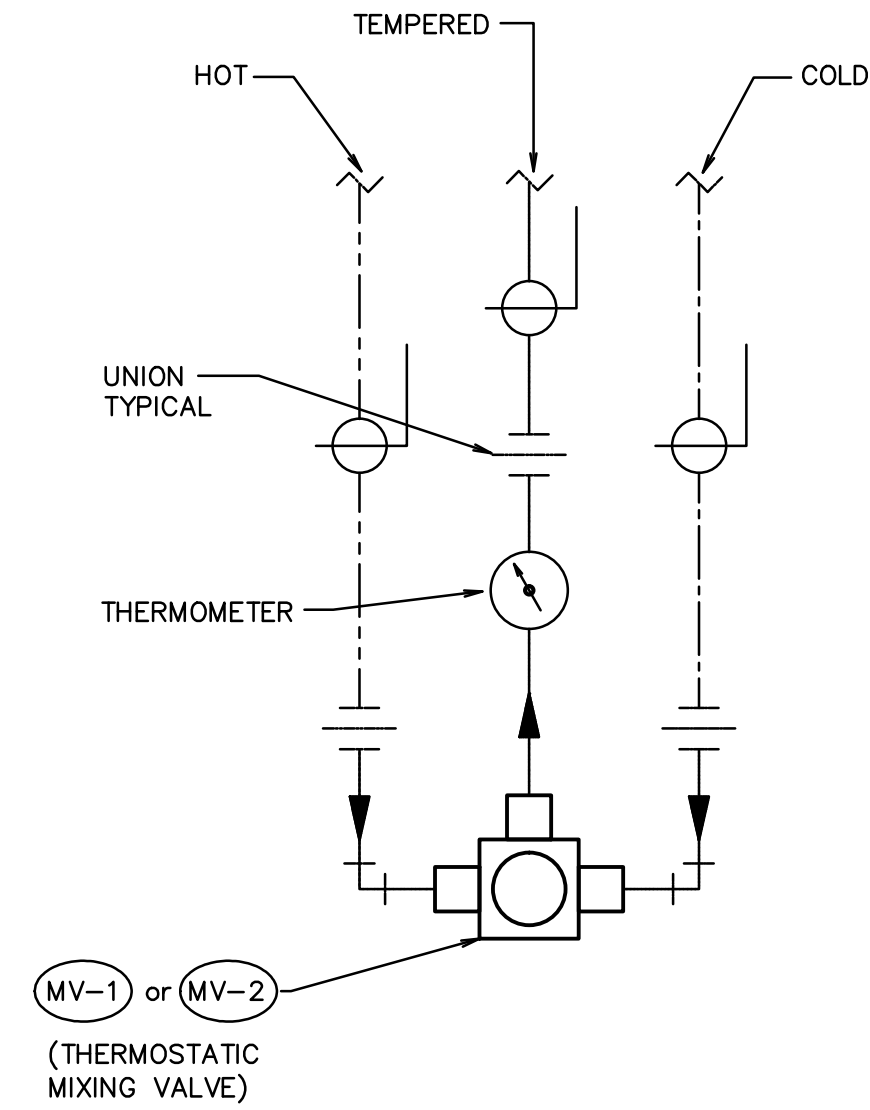 TEMPERED
HOT
COLD
UNION
TYPICAL
THERMOMETER
MV-1 or MV-2
(THERMOSTATIC
MIXING VALVE)